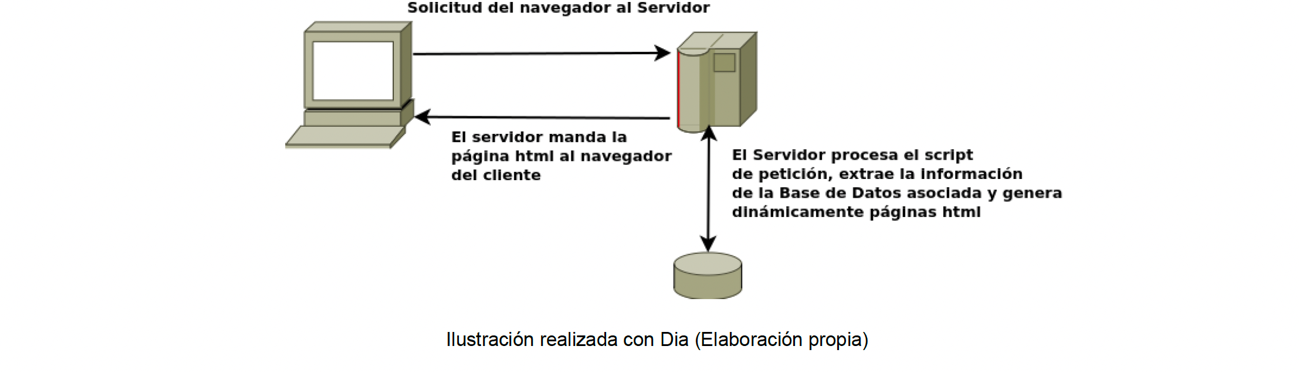 Solicitud del navegador al Servidor
El servidor manda la
página html al navegador
del cliente
El Servidor procesa el script
de petición, extrae la información
de la Base de Datos asociada y genera
dinámicamente páginas html
Ilustración realizada con Dia (Elaboración propia)